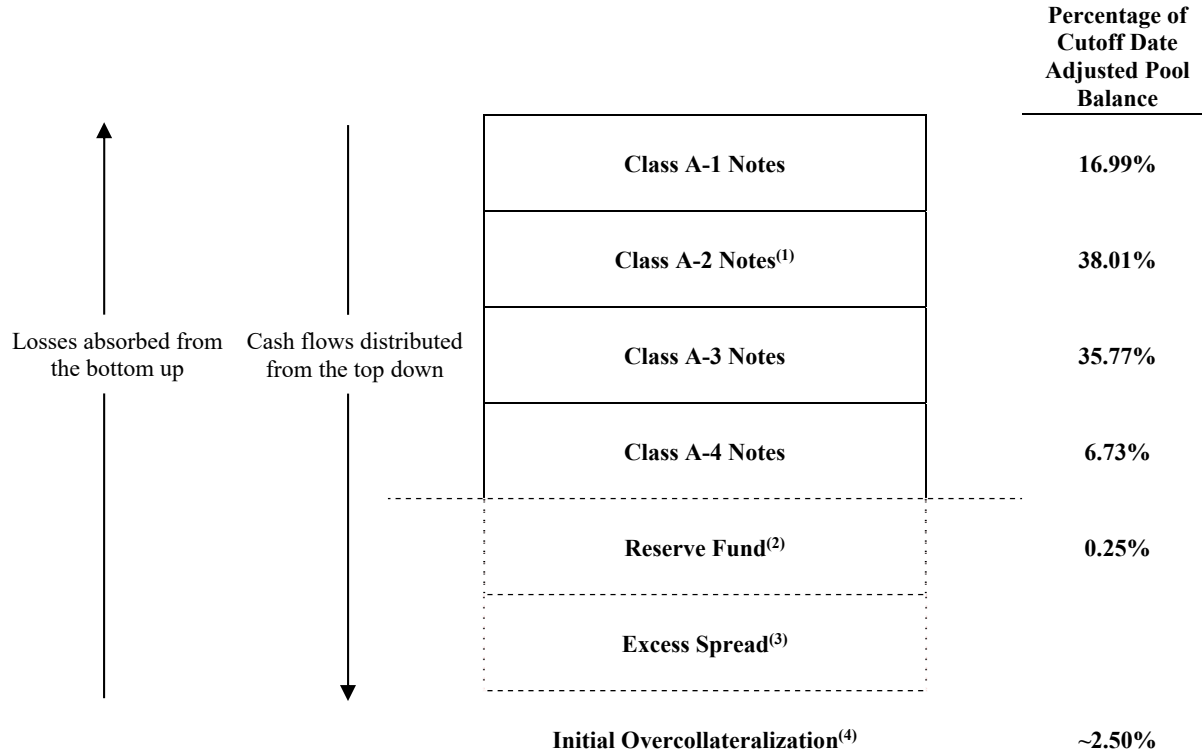 Percentage of
Cutoff Date
Adjusted Pool
Balance
Class A-1 Notes 16.99%
Class A-2 Notes(1) 38.01%
Losses absorbed from
the bottom up
Cash flows distributed
from the top down
Class A-3 Notes 35.77%
Class A-4 Notes 6.73%
Reserve Fund(2) 0.25%
Excess Spread(3)
Initial Overcollateralization(4) ~2.50%